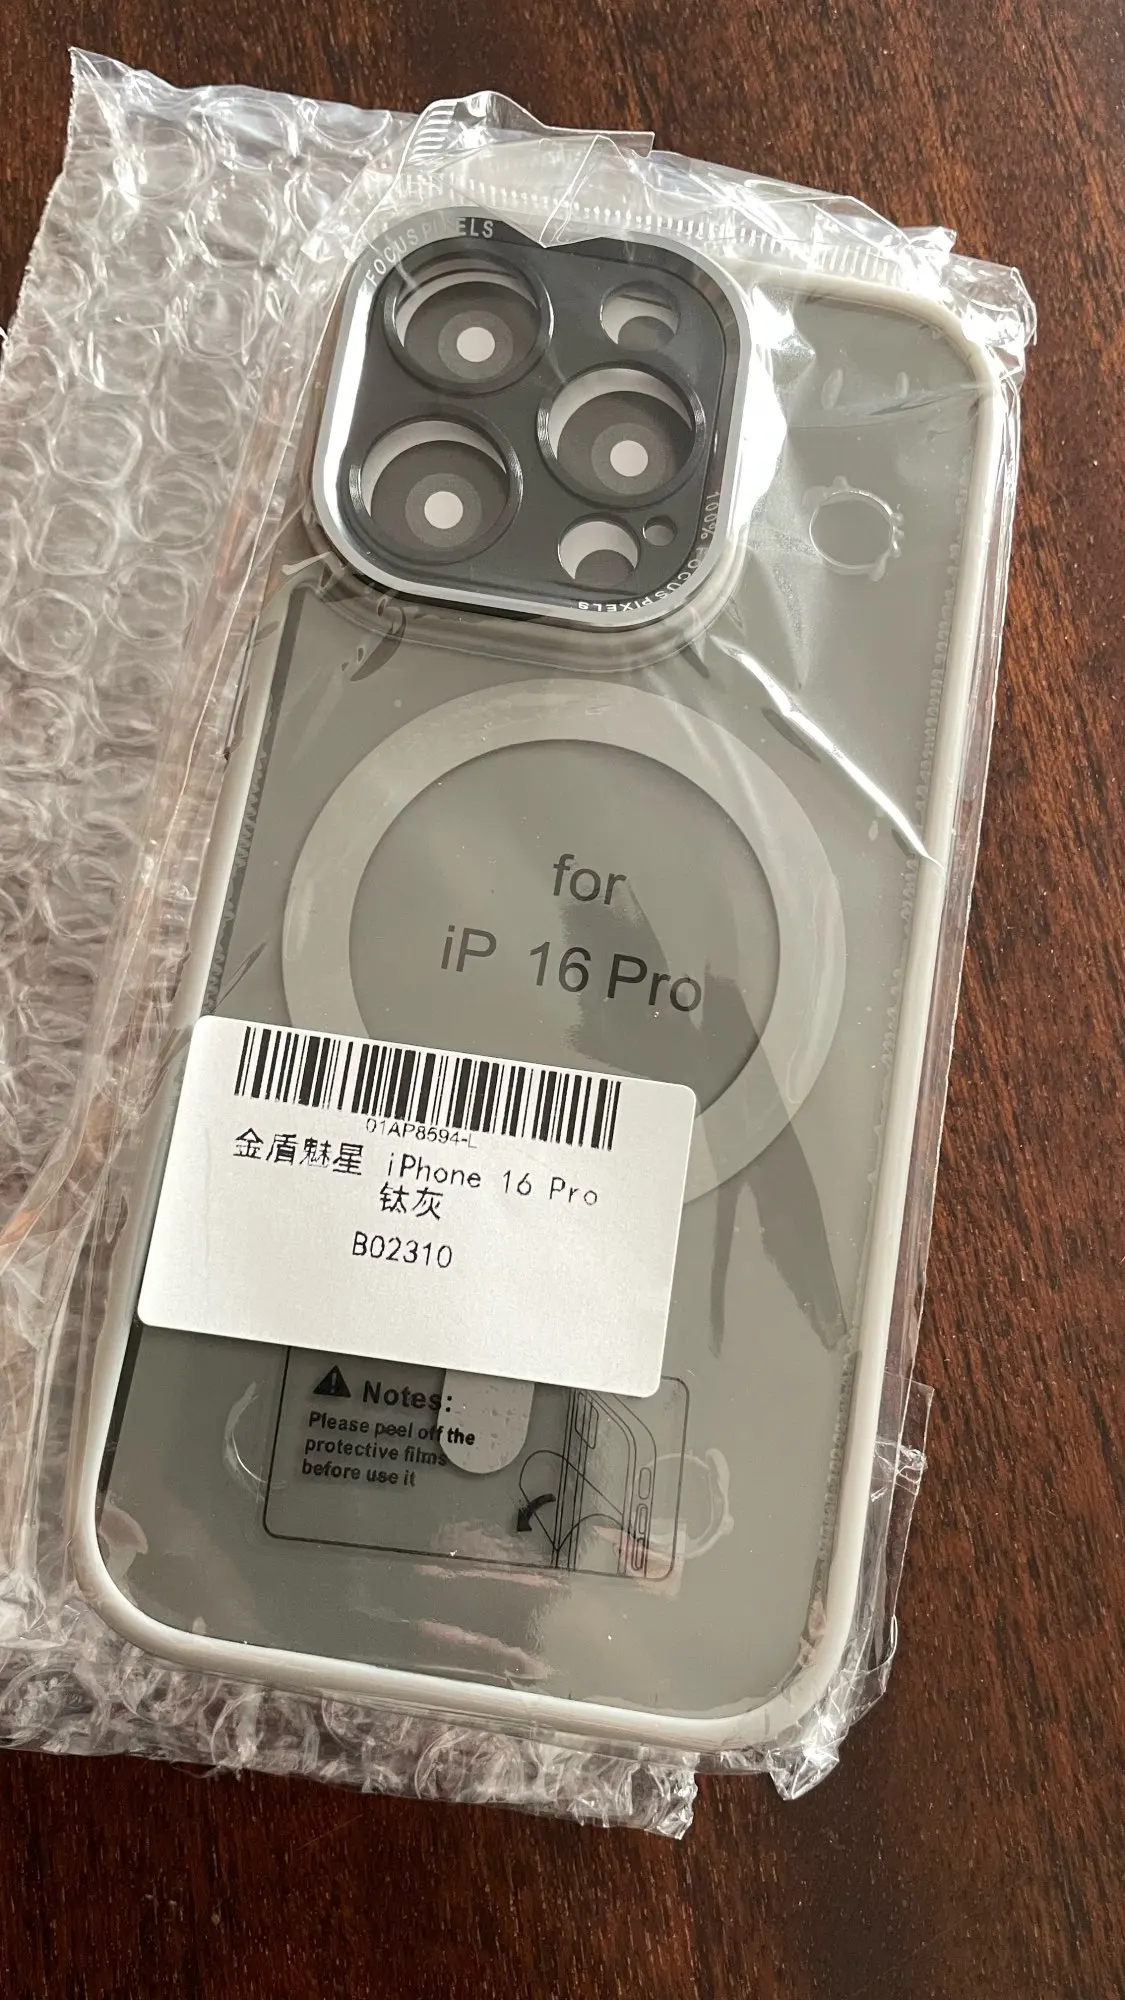 FOCUSPIXELS
100% FOCUSPIXELS
for
iP 16 Pro
01AP8594-L
金盾魅星 iPhone 16 Pro
钛灰
B02310
Notes:
Please peel off the
protective films
before use it